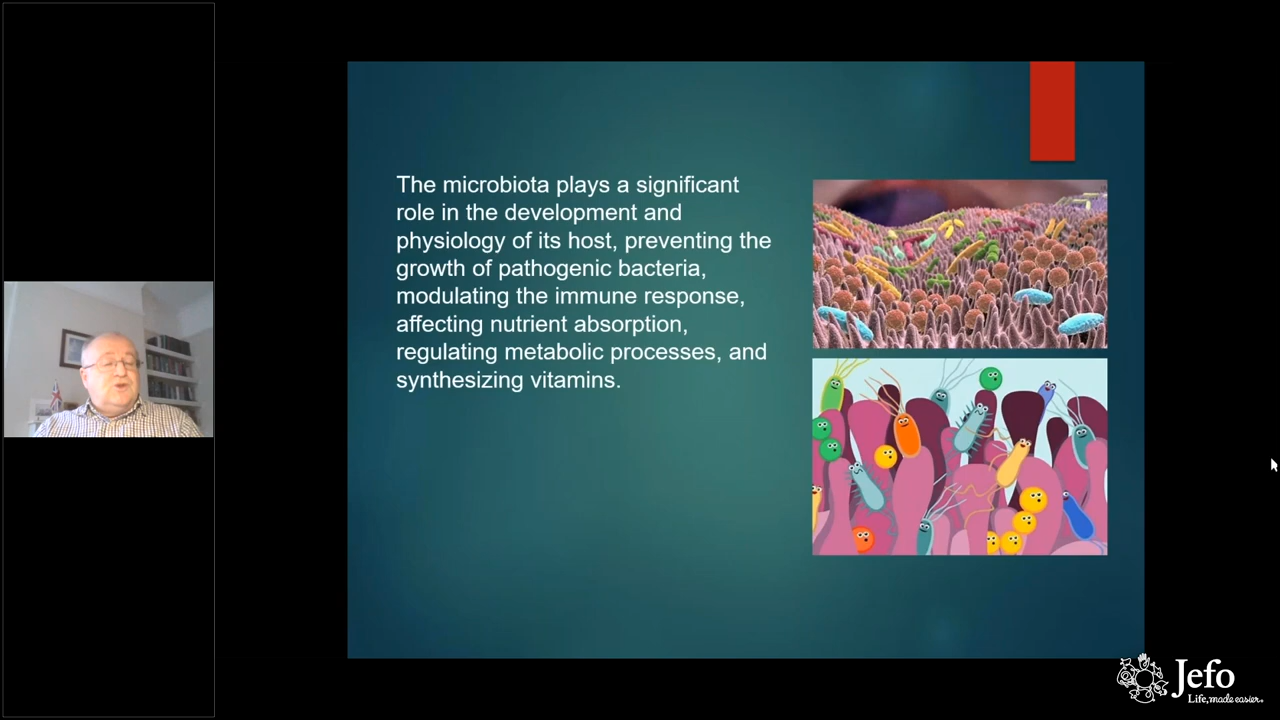 The microbiota plays a significant
role in the development and
physiology of its host, preventing the
growth of pathogenic bacteria,
modulating the immune response,
affecting nutrient absorption,
regulating metabolic processes, and
synthesizing vitamins.
Jefo
Life, made easier.